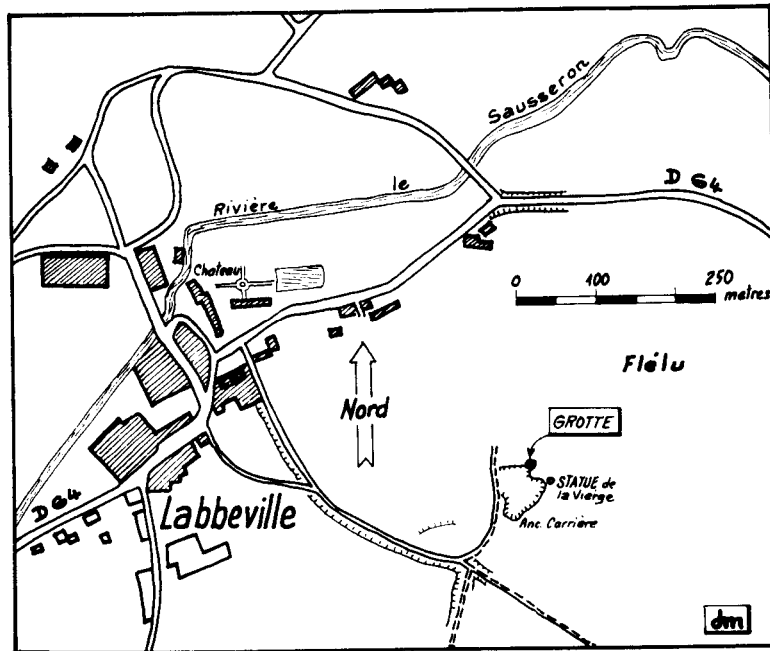 Sausseron
le
Rivière
D 64
Chateau
0 100 250
metres
Flélu
Nord
GROTTE
STATUE de
la Vierge
Anc. Carrière
Labbeville
D 64
dm